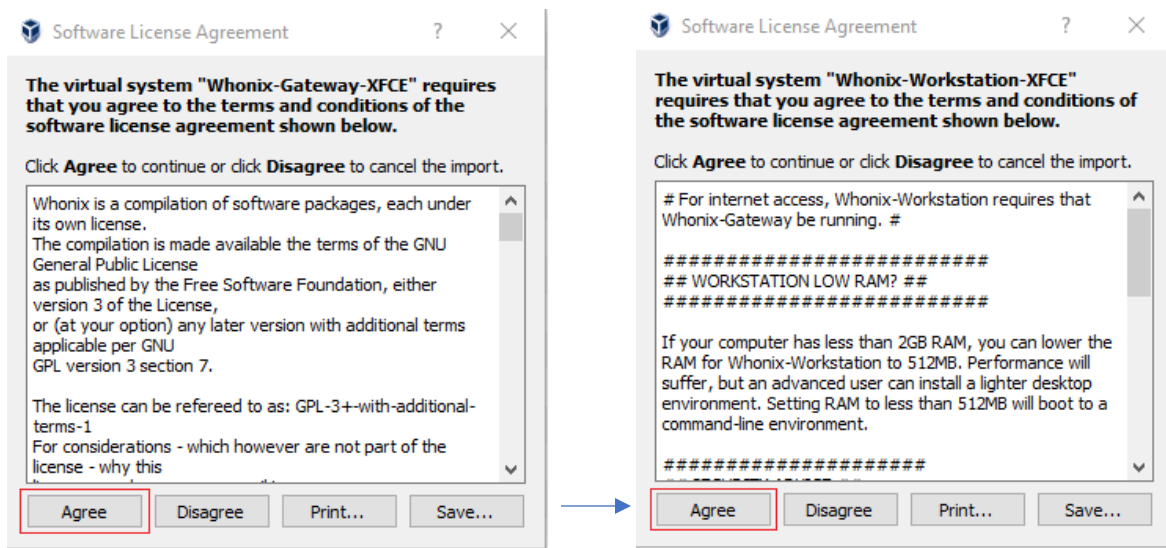 Software License Agreement
?
The virtual system "Whonix-Gateway-XFCE" requires
that you agree to the terms and conditions of the
software license agreement shown below.
Click Agree to continue or click Disagree to cancel the import.
Whonix is a compilation of software packages, each under
its own license.
The compilation is made available the terms of the GNU
General Public License
as published by the Free Software Foundation, either
version 3 of the License,
or (at your option) any later version with additional terms
applicable per GNU
GPL version 3 section 7.
The license can be refereed to as: GPL-3+-with-additional-
terms-1
For considerations - which however are not part of the
license - why this
Agree
Disagree
Print...
Save...
Software License Agreement
?
The virtual system "Whonix-Workstation-XFCE"
requires that you agree to the terms and conditions of
the software license agreement shown below.
Click Agree to continue or click Disagree to cancel the import.
# For internet access, Whonix-Workstation requires that
Whonix-Gateway be running. #
##########################
## WORKSTATION LOW RAM? ##
##########################
If your computer has less than 2GB RAM, you can lower the
RAM for Whonix-Workstation to 512MB. Performance will
suffer, but an advanced user can install a lighter desktop
environment. Setting RAM to less than 512MB will boot to a
command-line environment.
#####################
Agree
Disagree
Print...
Save...